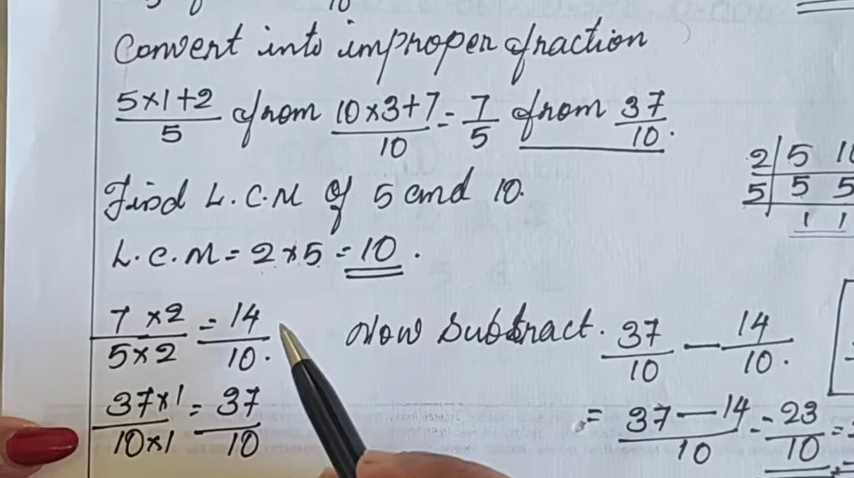 10
Convert into improper fraction
5×1+2/5 from 10×3+7/10 = 7/5 from 37/10.
2 | 5 10
Find L.C.M of 5 and 10.
5 | 5 5
1 1
L.C.M = 2×5 = 10.
7×2/5×2 = 14/10. Now Subtract. 37/10 — 14/10.
37×1/10×1 = 37/10
= 37—14/10 = 23/10 =